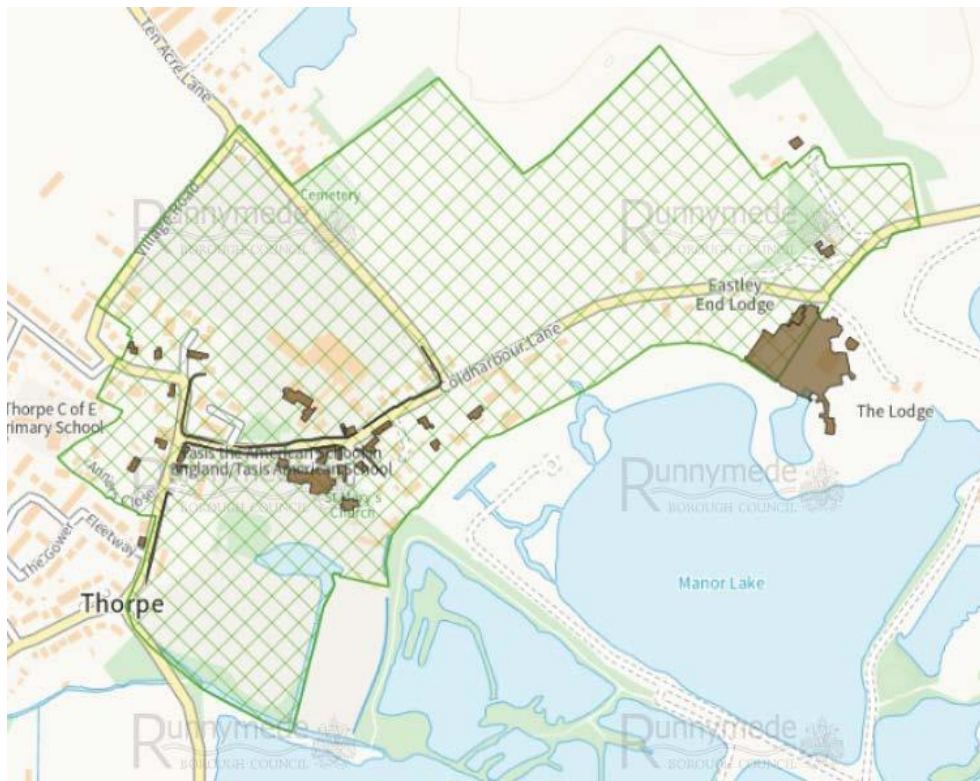 Ten Acre Lane
Cemetery
Village Road
Runnymede
BOROUGH COUNCIL
Runnymede
BOROUGH COUNCIL
Eastley
End Lodge
Coldharbour Lane
Thorpe C of E
rimary School
The Lodge
Tasis the American School in
England/Tasis American School
Annas Close
St Mary's
Church
Runnymede
BOROUGH COUNCIL
Runnymede
BOROUGH COUNCIL
Fleetway
The Gower
Manor Lake
Thorpe
Runnymede
BOROUGH COUNCIL
Runnymede
BOROUGH COUNCIL